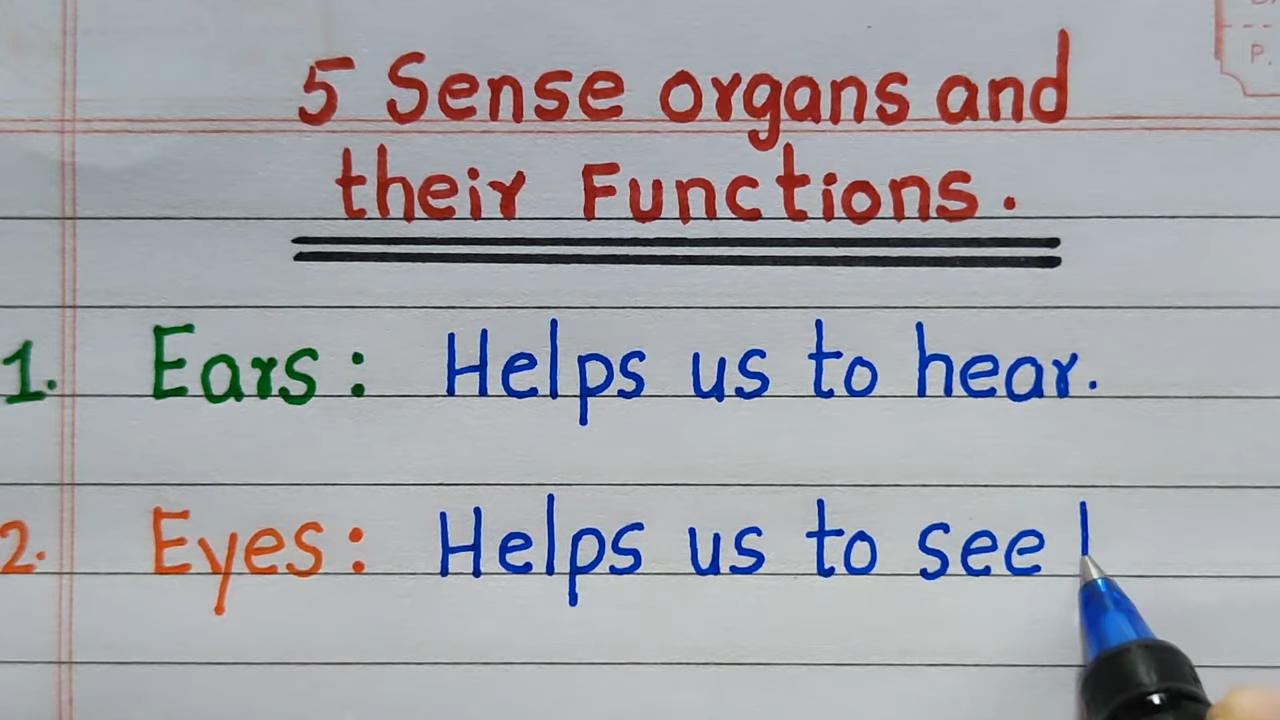 5 Sense organs and
their Functions.
1. Ears: Helps us to hear.
2. Eyes: Helps us to see
P.